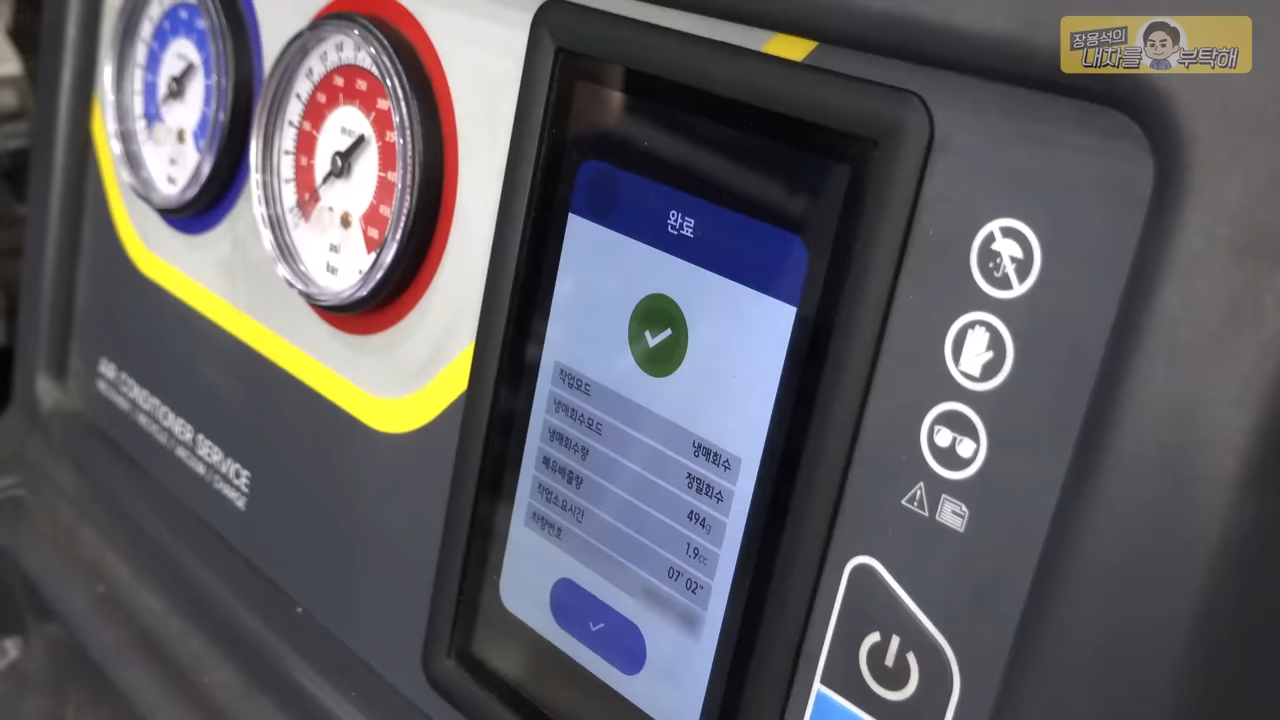 장용석의
내차를 부탁해
완료
작업모드 냉매회수
냉매회수모드 정밀회수
냉매회수량 494g
폐유배출량 1.9cc
작업소요시간 07' 02"
차량번호
psi
bar
AIR CONDITIONER SERVICE